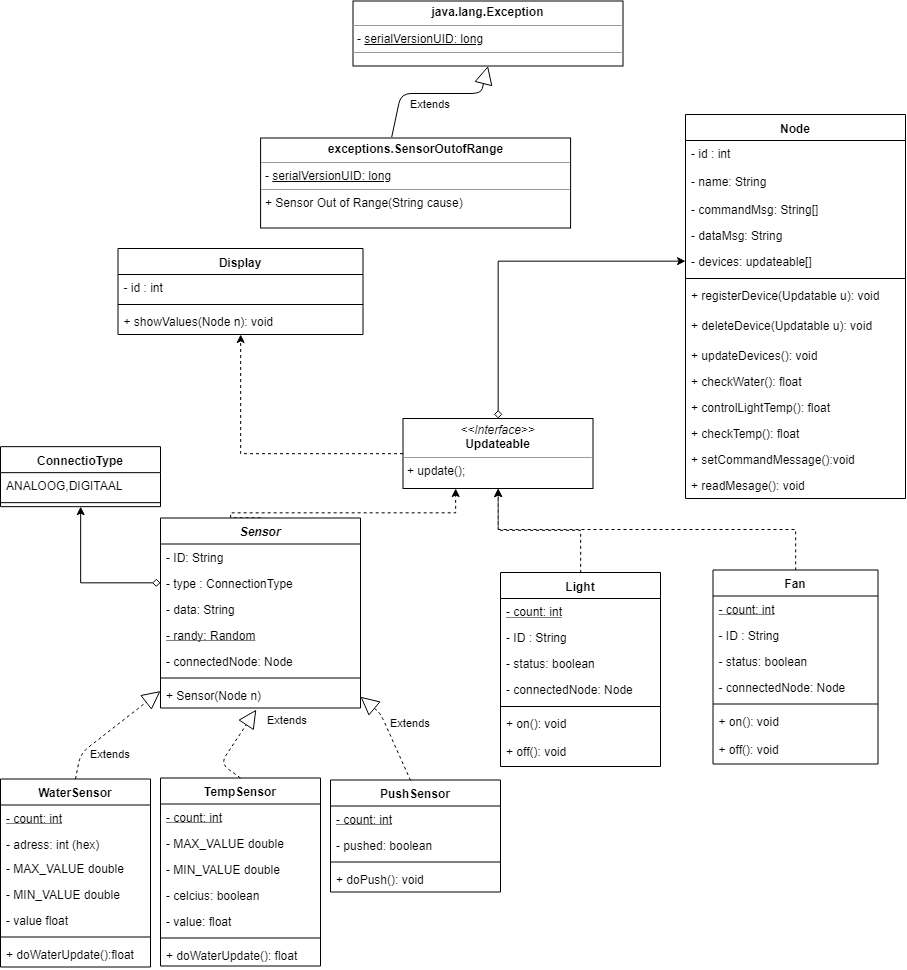 java.lang.Exception
- serialVersionUID: long
Extends
exceptions.SensorOutofRange
- serialVersionUID: long
+ Sensor Out of Range(String cause)
Node
- id : int
- name: String
- commandMsg: String[]
- dataMsg: String
- devices: updateable[]
+ registerDevice(Updatable u): void
+ deleteDevice(Updatable u): void
+ updateDevices(): void
+ checkWater(): float
+ controlLightTemp(): float
+ checkTemp(): float
+ setCommandMessage():void
+ readMesage(): void
Display
- id : int
+ showValues(Node n): void
<<Interface>>
Updateable
+ update();
ConnectioType
ANALOOG,DIGITAAL
Sensor
- ID: String
- type : ConnectionType
- data: String
- randy: Random
- connectedNode: Node
+ Sensor(Node n)
Light
- count: int
- ID : String
- status: boolean
- connectedNode: Node
+ on(): void
+ off(): void
Fan
- count: int
- ID : String
- status: boolean
- connectedNode: Node
+ on(): void
+ off(): void
Extends
Extends
Extends
WaterSensor
- count: int
- adress: int (hex)
- MAX_VALUE double
- MIN_VALUE double
- value float
+ doWaterUpdate():float
TempSensor
- count: int
- MAX_VALUE double
- MIN_VALUE double
- celcius: boolean
- value: float
+ doWaterUpdate(): float
PushSensor
- count: int
- pushed: boolean
+ doPush(): void